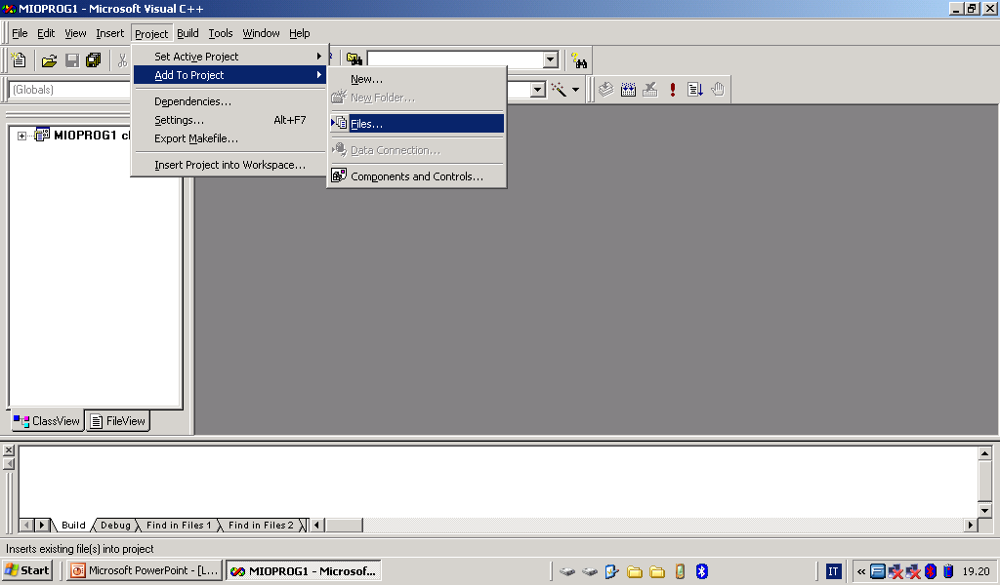 MIOPROG1 - Microsoft Visual C++
File Edit View Insert Project Build Tools Window Help
Set Active Project
Add To Project
Dependencies...
Settings... Alt+F7
Export Makefile...
Insert Project into Workspace...
New...
New Folder...
Files...
Data Connection...
Components and Controls...
(Globals)
MIOPROG1 cl
ClassView FileView
Build Debug Find in Files 1 Find in Files 2
Inserts existing file(s) into project
Start Microsoft PowerPoint - [L... MIOPROG1 - Microsof... IT « 19.20